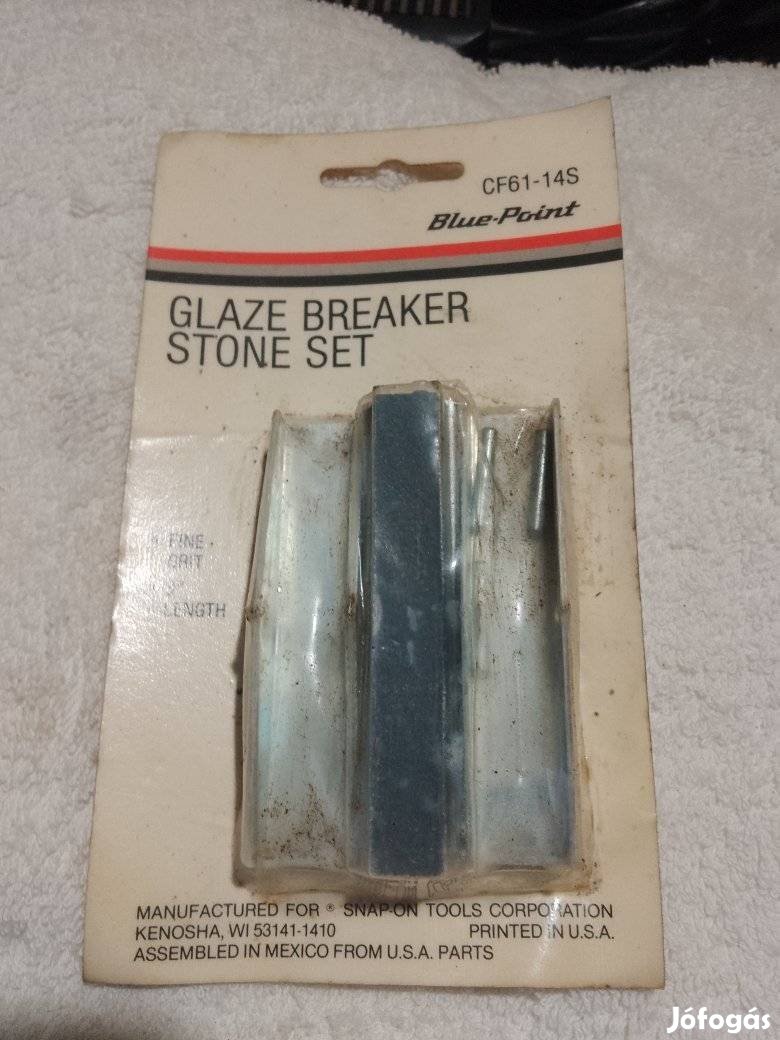 CF61-14S
Blue-Point
GLAZE BREAKER
STONE SET
FINE
GRIT
3"
LENGTH
MANUFACTURED FOR ® SNAP-ON TOOLS CORPORATION
KENOSHA, WI 53141-1410 PRINTED IN U.S.A.
ASSEMBLED IN MEXICO FROM U.S.A. PARTS
Jófogás